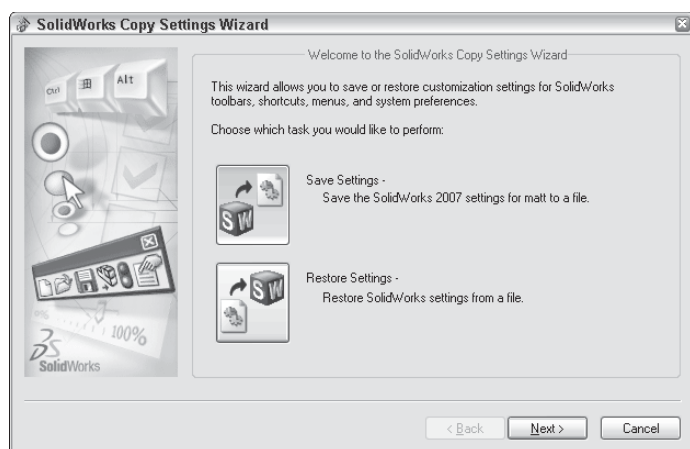 SolidWorks Copy Settings Wizard
Welcome to the SolidWorks Copy Settings Wizard
This wizard allows you to save or restore customization settings for SolidWorks
toolbars, shortcuts, menus, and system preferences.
Choose which task you would like to perform:
Save Settings -
Save the SolidWorks 2007 settings for matt to a file.
Restore Settings -
Restore SolidWorks settings from a file.
Ctrl
Alt
SW
SW
100%
SolidWorks
< Back
Next >
Cancel